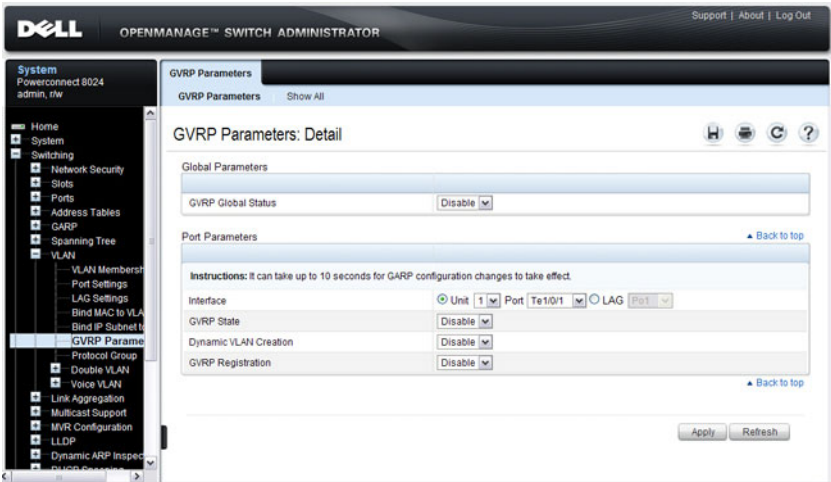 Support | About | Log Out
DELL
OPENMANAGE™ SWITCH ADMINISTRATOR
System
Powerconnect 8024
admin, r/w
Home
System
Switching
Network Security
Slots
Ports
Address Tables
GARP
Spanning Tree
VLAN
VLAN Membersh
Port Settings
LAG Settings
Bind MAC to VLA
Bind IP Subnet to
GVRP Parame
Protocol Group
Double VLAN
Voice VLAN
Link Aggregation
Multicast Support
MVR Configuration
LLDP
Dynamic ARP Inspec
GVRP Parameters
GVRP Parameters Show All
GVRP Parameters: Detail
Global Parameters
GVRP Global Status Disable
Port Parameters Back to top
Instructions: It can take up to 10 seconds for GARP configuration changes to take effect.
Interface Unit 1 Port Te1/0/1 LAG Po1
GVRP State Disable
Dynamic VLAN Creation Disable
GVRP Registration Disable
Back to top
Apply Refresh